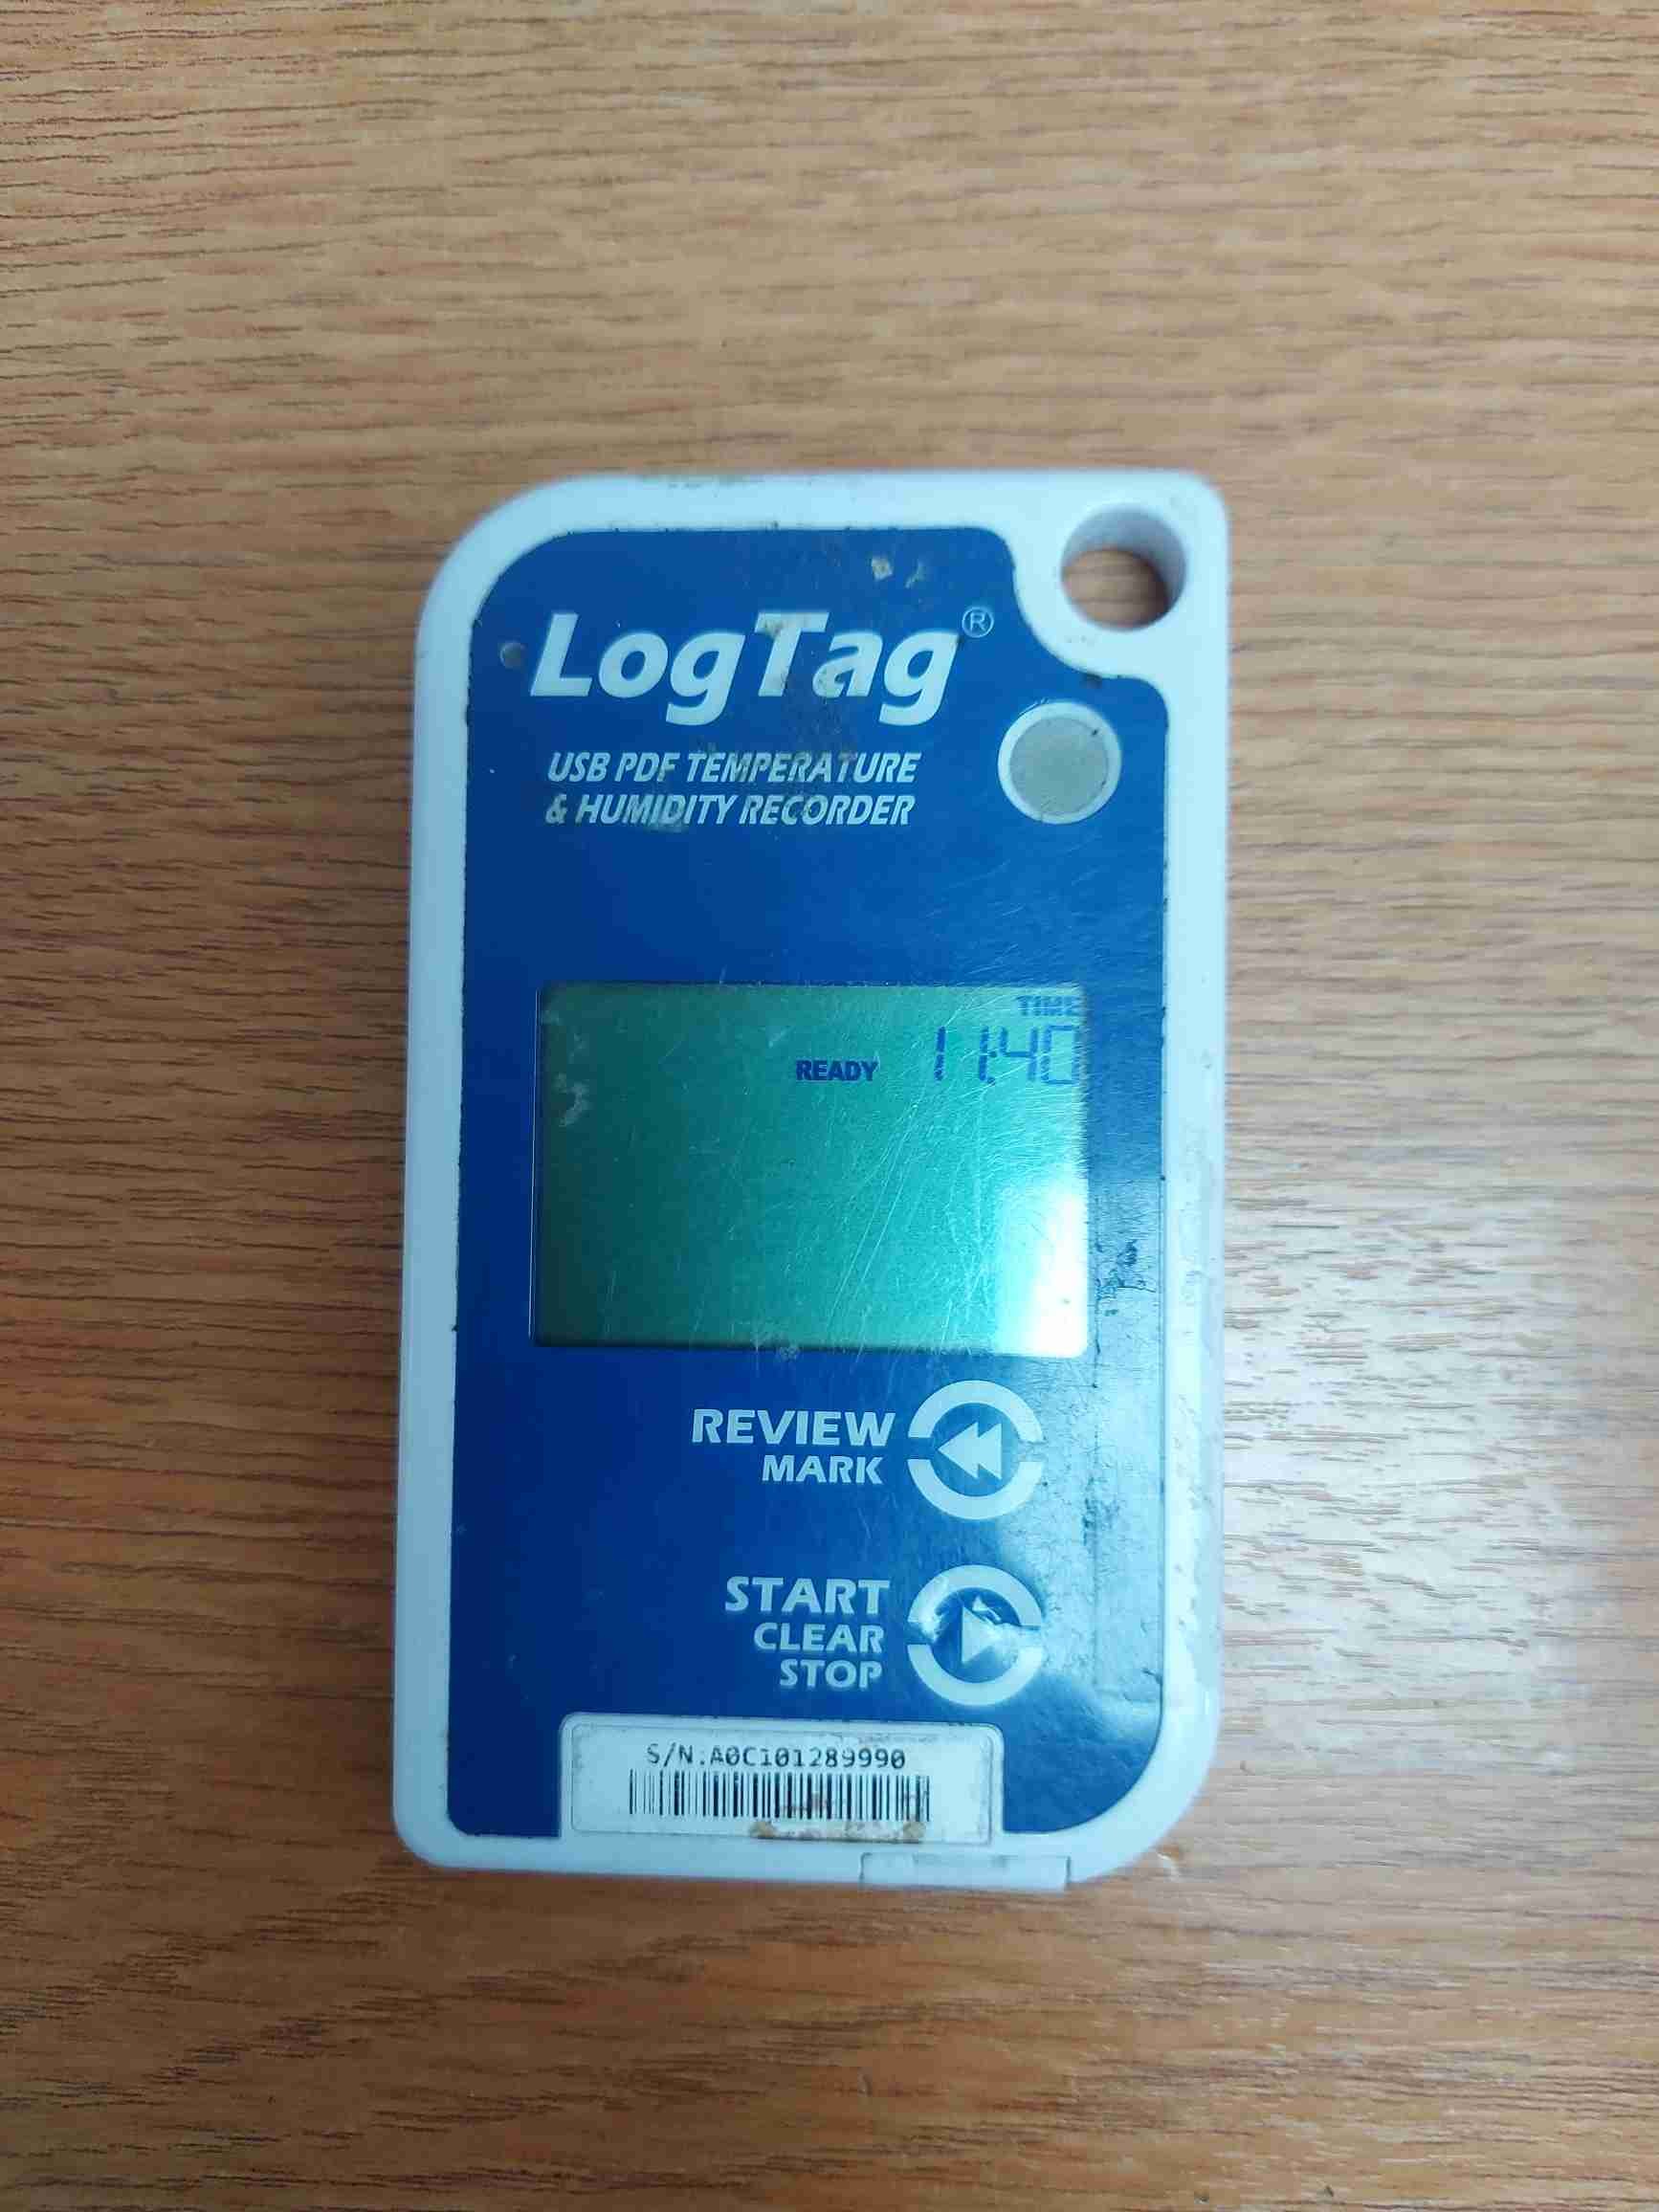 LogTag®
USB PDF TEMPERATURE
& HUMIDITY RECORDER
TIME
READY 11:40
REVIEW
MARK
START
CLEAR
STOP
S/N:A0C101289990